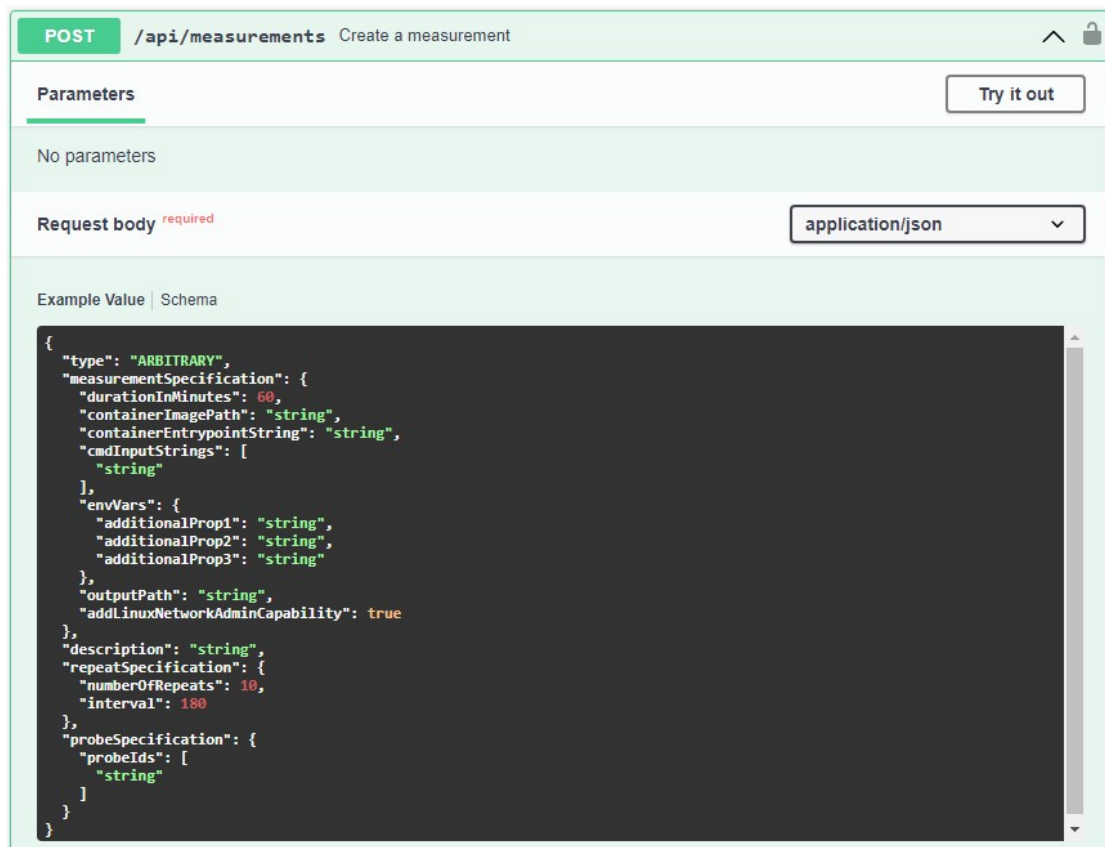 POST /api/measurements Create a measurement
Parameters
Try it out
No parameters
Request body required
application/json
Example Value | Schema
{
  "type": "ARBITRARY",
  "measurementSpecification": {
    "durationInMinutes": 60,
    "containerImagePath": "string",
    "containerEntrypointString": "string",
    "cmdInputStrings": [
      "string"
    ],
    "envVars": {
      "additionalProp1": "string",
      "additionalProp2": "string",
      "additionalProp3": "string"
    },
    "outputPath": "string",
    "addLinuxNetworkAdminCapability": true
  },
  "description": "string",
  "repeatSpecification": {
    "numberOfRepeats": 10,
    "interval": 180
  },
  "probeSpecification": {
    "probeIds": [
      "string"
    ]
  }
}